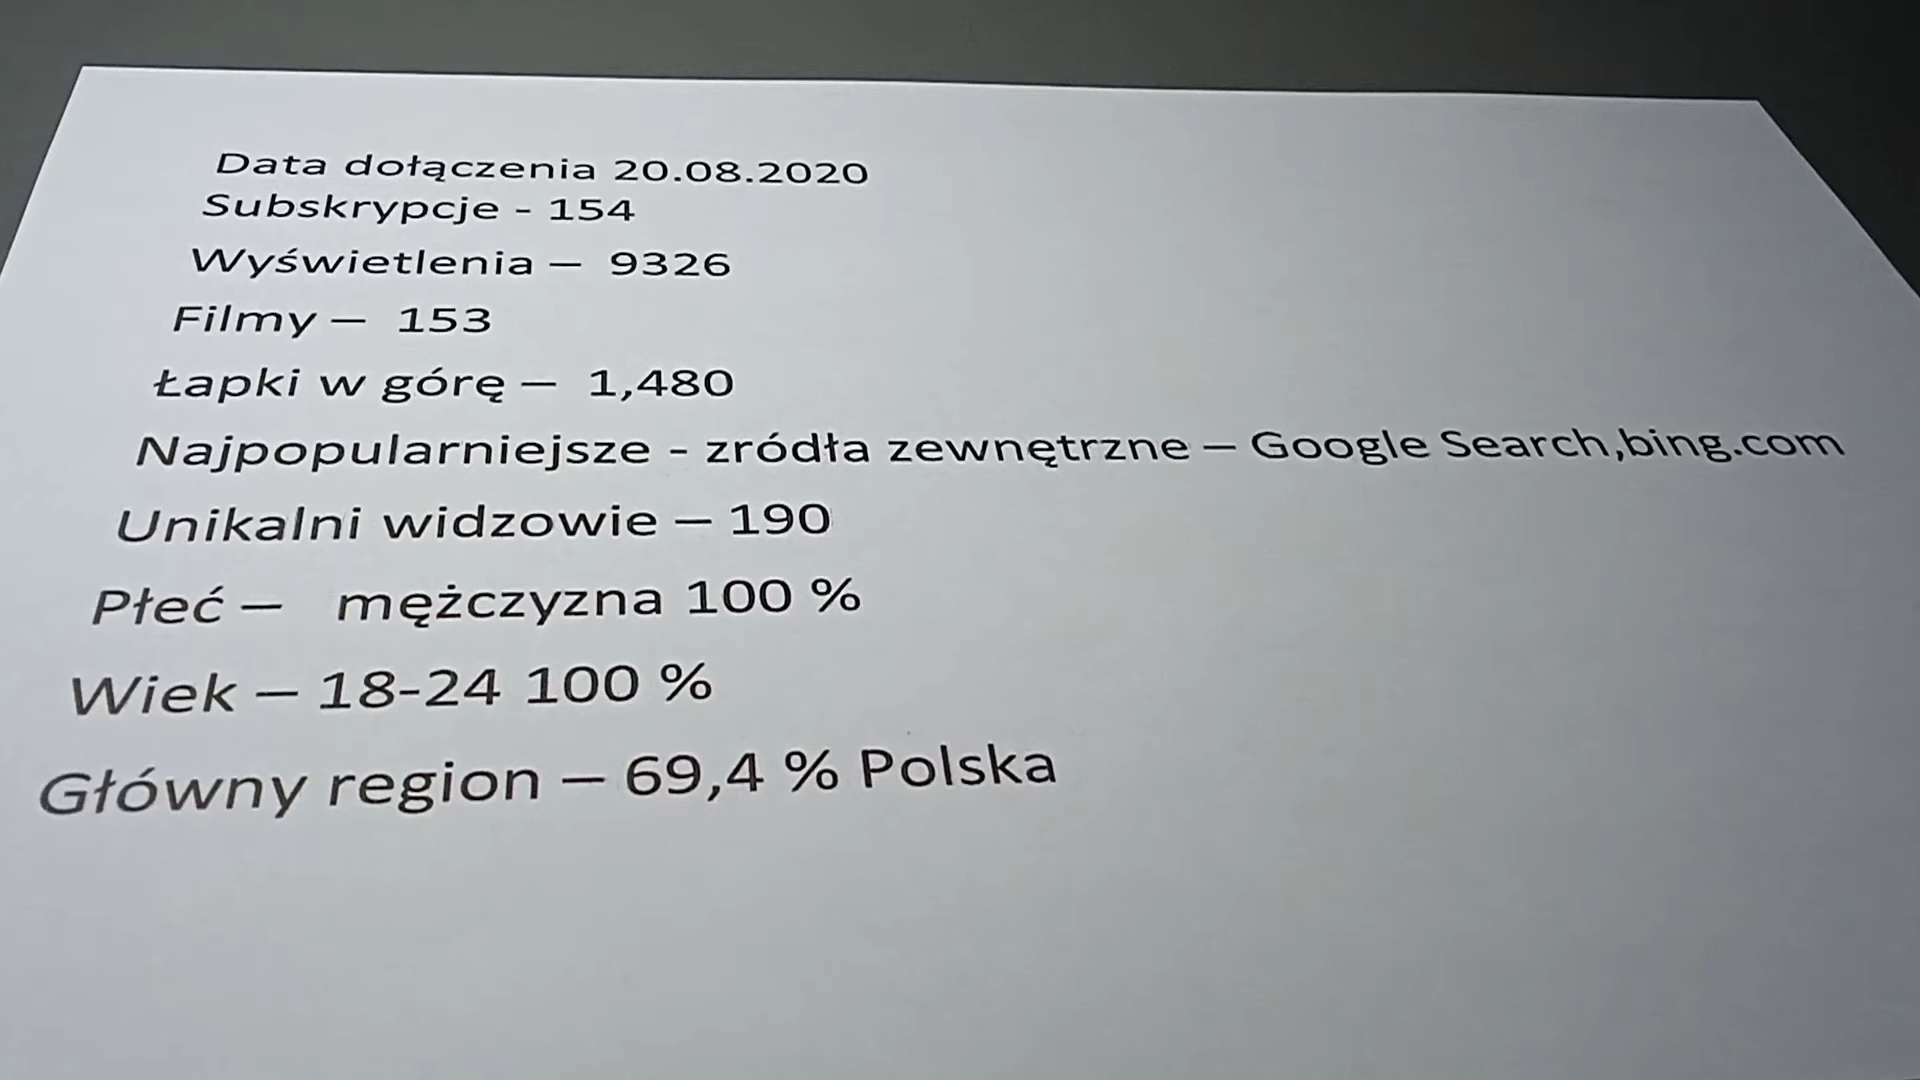 Data dołączenia 20.08.2020
Subskrypcje - 154
Wyświetlenia – 9326
Filmy – 153
Łapki w górę – 1,480
Najpopularniejsze - zródła zewnętrzne – Google Search,bing.com
Unikalni widzowie – 190
Płeć – mężczyzna 100 %
Wiek – 18-24 100 %
Główny region – 69,4 % Polska